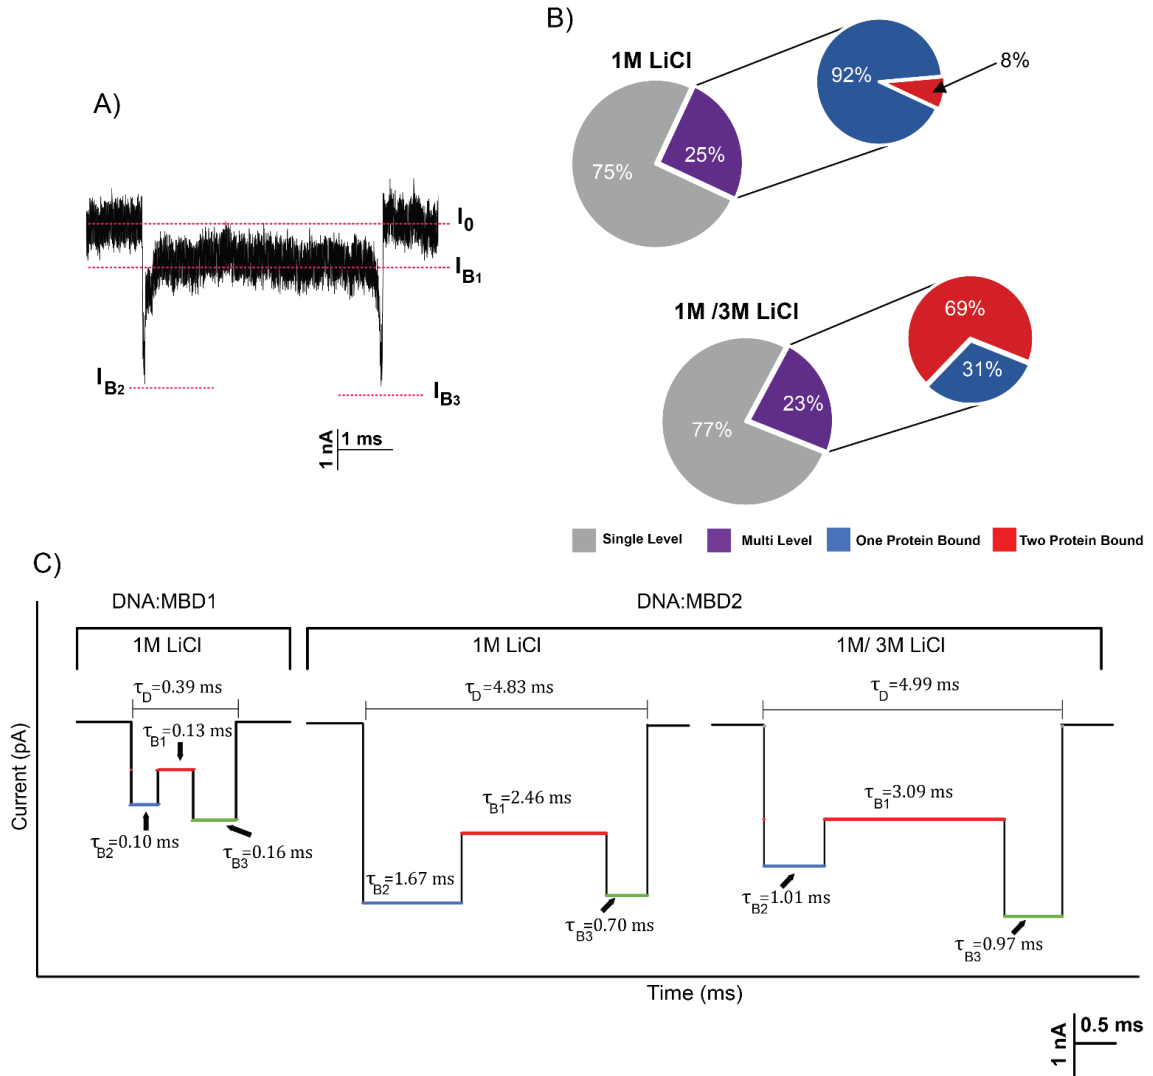 A)
I0
IB1
IB2
IB3
1 nA
1 ms
B)
1M LiCl
75%
25%
92%
8%
1M /3M LiCl
77%
23%
69%
31%
Single Level
Multi Level
One Protein Bound
Two Protein Bound
C)
DNA:MBD1
DNA:MBD2
1M LiCl
1M LiCl
1M/ 3M LiCl
τD=0.39 ms
τB1=0.13 ms
τB2=0.10 ms
τB3=0.16 ms
τD=4.83 ms
τB1=2.46 ms
τB2=1.67 ms
τB3=0.70 ms
τD=4.99 ms
τB1=3.09 ms
τB2=1.01 ms
τB3=0.97 ms
Current (pA)
Time (ms)
1 nA
0.5 ms